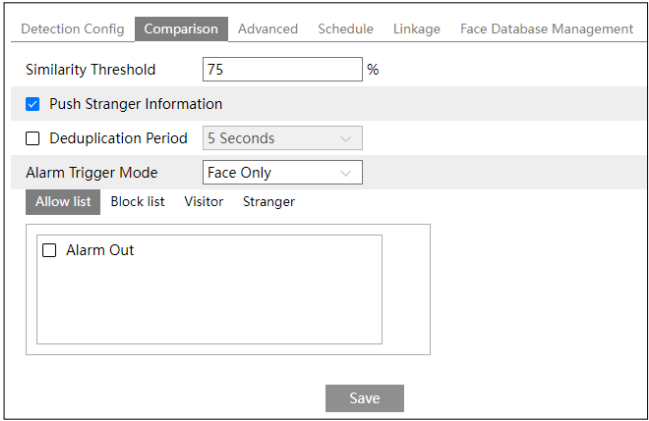 Detection Config Comparison Advanced Schedule Linkage Face Database Management
Similarity Threshold 75 %
Push Stranger Information
Deduplication Period 5 Seconds
Alarm Trigger Mode Face Only
Allow list Block list Visitor Stranger
Alarm Out
Save